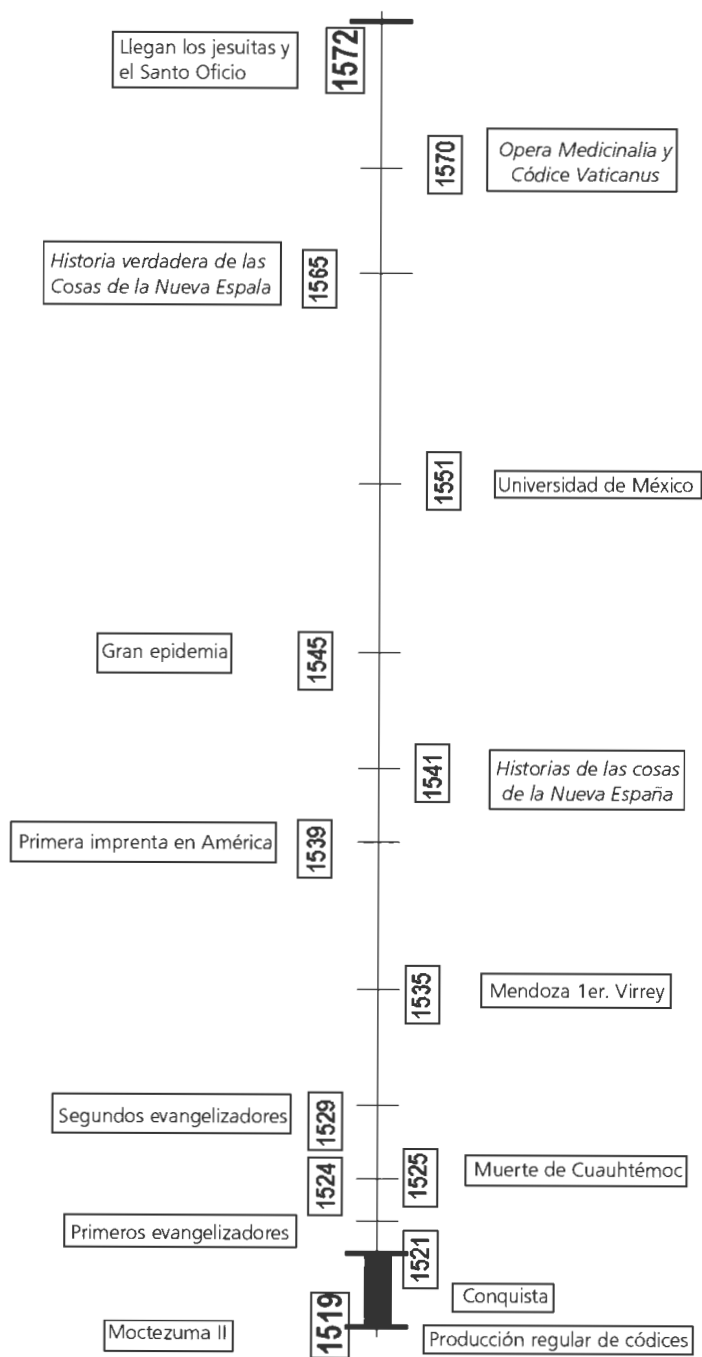 Llegan los jesuitas y
el Santo Oficio
1572
1570
Opera Medicinalia y
Códice Vaticanus
Historia verdadera de las
Cosas de la Nueva Espala
1565
1551
Universidad de México
Gran epidemia
1545
1541
Historias de las cosas
de la Nueva España
Primera imprenta en América
1539
1535
Mendoza 1er. Virrey
Segundos evangelizadores
1529
1524
1525
Muerte de Cuauhtémoc
Primeros evangelizadores
1521
Conquista
Moctezuma II
1519
Producción regular de códices